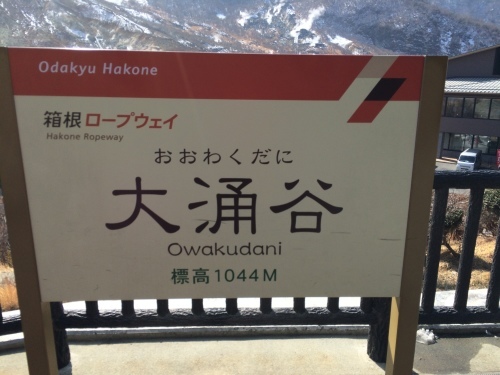 Odakyu Hakone
箱根ロープウェイ
Hakone Ropeway
おおわくだに
大涌谷
Owakudani
標高1044M